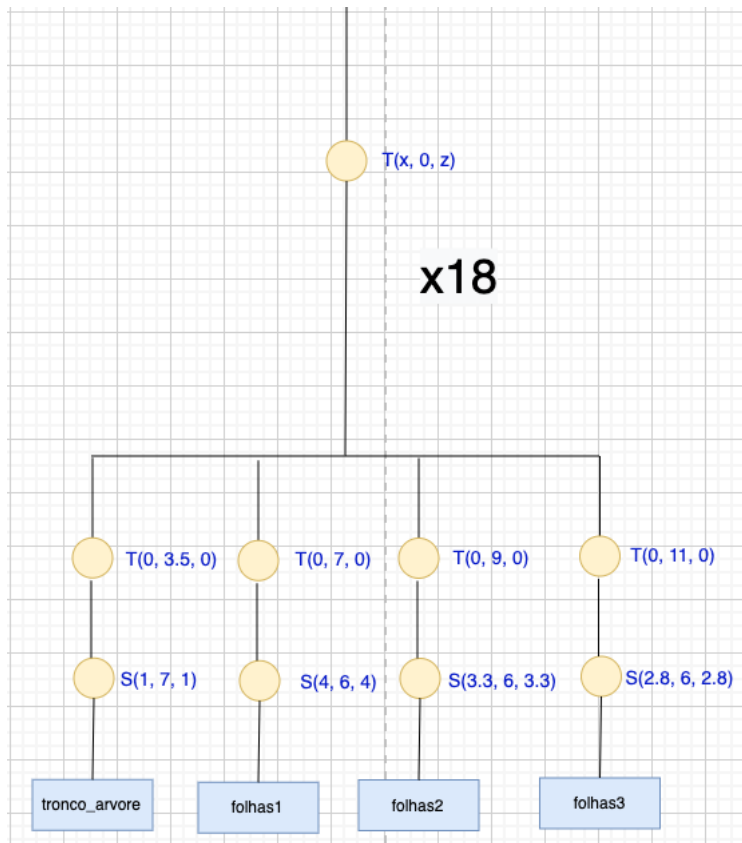 T(x, 0, z)
x18
T(0, 3.5, 0)
T(0, 7, 0)
T(0, 9, 0)
T(0, 11, 0)
S(1, 7, 1)
S(4, 6, 4)
S(3.3, 6, 3.3)
S(2.8, 6, 2.8)
tronco_arvore
folhas1
folhas2
folhas3